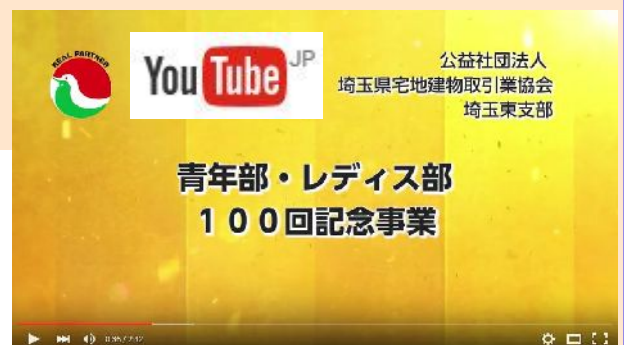 REAL PARTNER
YouTube JP
公益社団法人
埼玉県宅地建物取引業協会
埼玉東支部
青年部・レディス部
１００回記念事業